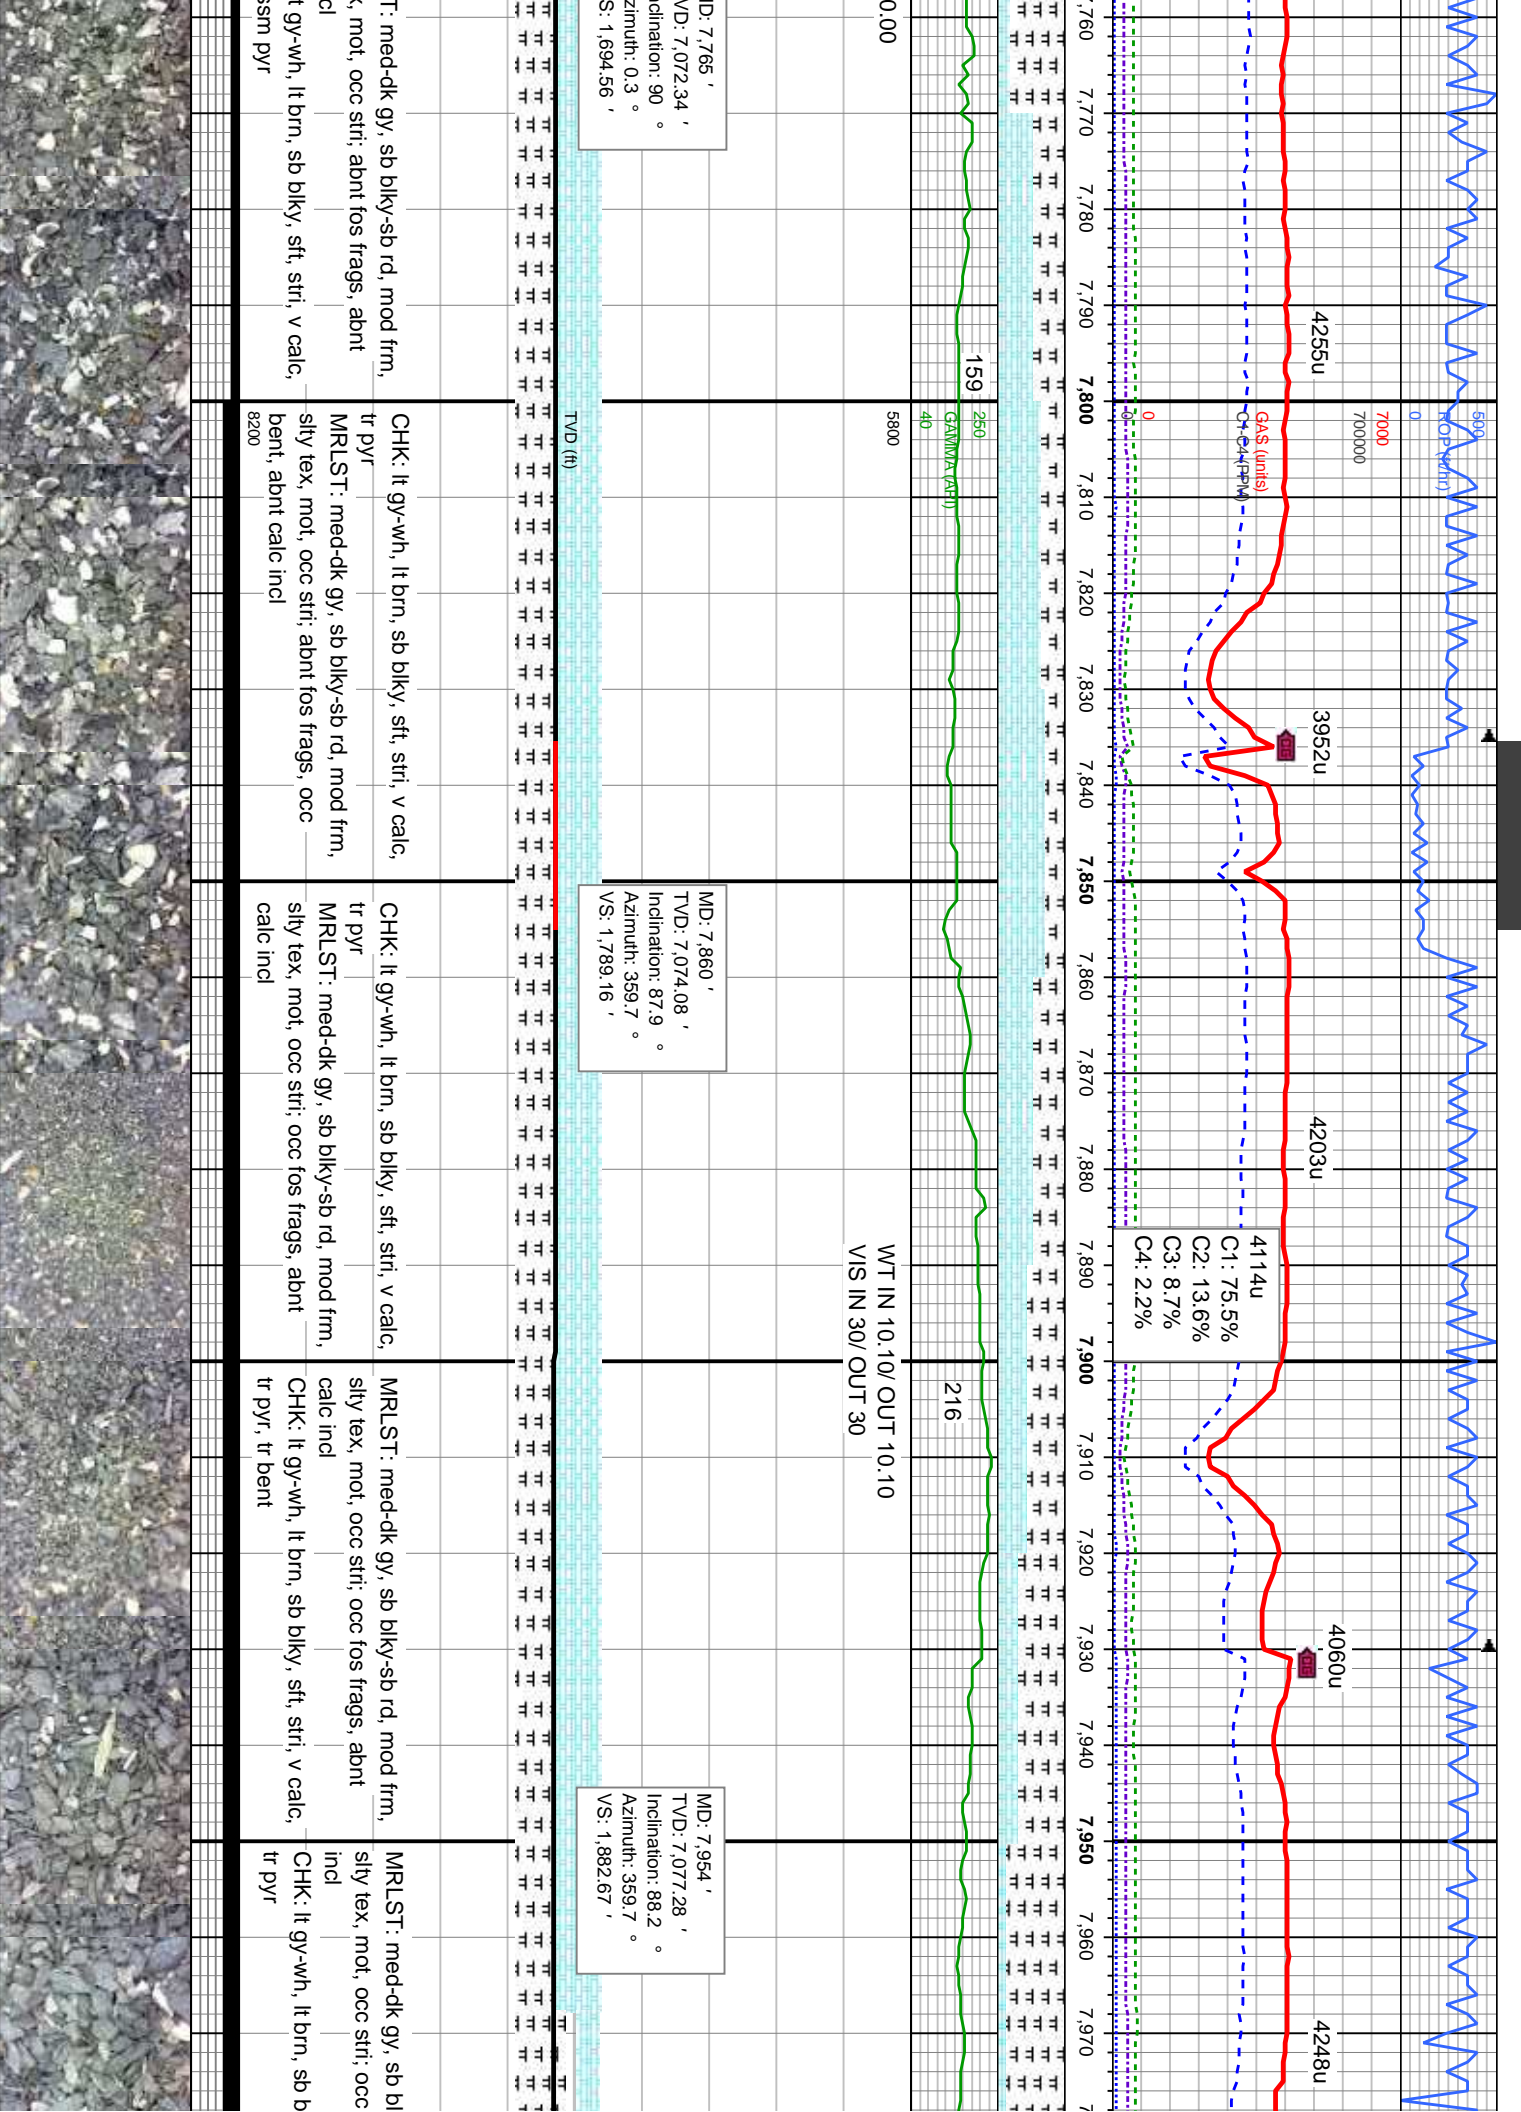 7,760
7,770
7,780
7,790
7,800
7,810
7,820
7,830
7,840
7,850
7,860
7,870
7,880
7,890
7,900
7,910
7,920
7,930
7,940
7,950
7,960
7,970
500
ROP (ft/hr)
0
7000
700000
GAS (units)
C1-C4 (PPM)
0
0
4255u
3952u
4203u
4114u
C1: 75.5%
C2: 13.6%
C3: 8.7%
C4: 2.2%
4060u
4248u
250
GAMMA (API)
40
159
216
0.00
5800
WT IN 10.10/ OUT 10.10
VIS IN 30/ OUT 30
MD: 7,765 '
TVD: 7,072.34 '
Inclination: 90 °
Azimuth: 0.3 °
VS: 1,694.56 '
MD: 7,860 '
TVD: 7,074.08 '
Inclination: 87.9 °
Azimuth: 359.7 °
VS: 1,789.16 '
MD: 7,954 '
TVD: 7,077.28 '
Inclination: 88.2 °
Azimuth: 359.7 °
VS: 1,882.67 '
TVD (ft)
8200
T: med-dk gy, sb blky-sb rd, mod frm,
x, mot, occ stri; abnt fos frags, abnt
cl
t gy-wh, lt brn, sb blky, sft, stri, v calc,
ssm pyr
CHK: lt gy-wh, lt brn, sb blky, sft, stri, v calc,
tr pyr
MRLST: med-dk gy, sb blky-sb rd, mod frm,
slty tex, mot, occ stri; abnt fos frags, occ
bent, abnt calc incl
CHK: lt gy-wh, lt brn, sb blky, sft, stri, v calc,
tr pyr
MRLST: med-dk gy, sb blky-sb rd, mod frm,
slty tex, mot, occ stri; occ fos frags, abnt
calc incl
MRLST: med-dk gy, sb blky-sb rd, mod frm,
slty tex, mot, occ stri; occ fos frags, abnt
calc incl
CHK: lt gy-wh, lt brn, sb blky, sft, stri, v calc,
tr pyr, tr bent
MRLST: med-dk gy, sb bl
slty tex, mot, occ stri; occ
incl
CHK: lt gy-wh, lt brn, sb b
tr pyr